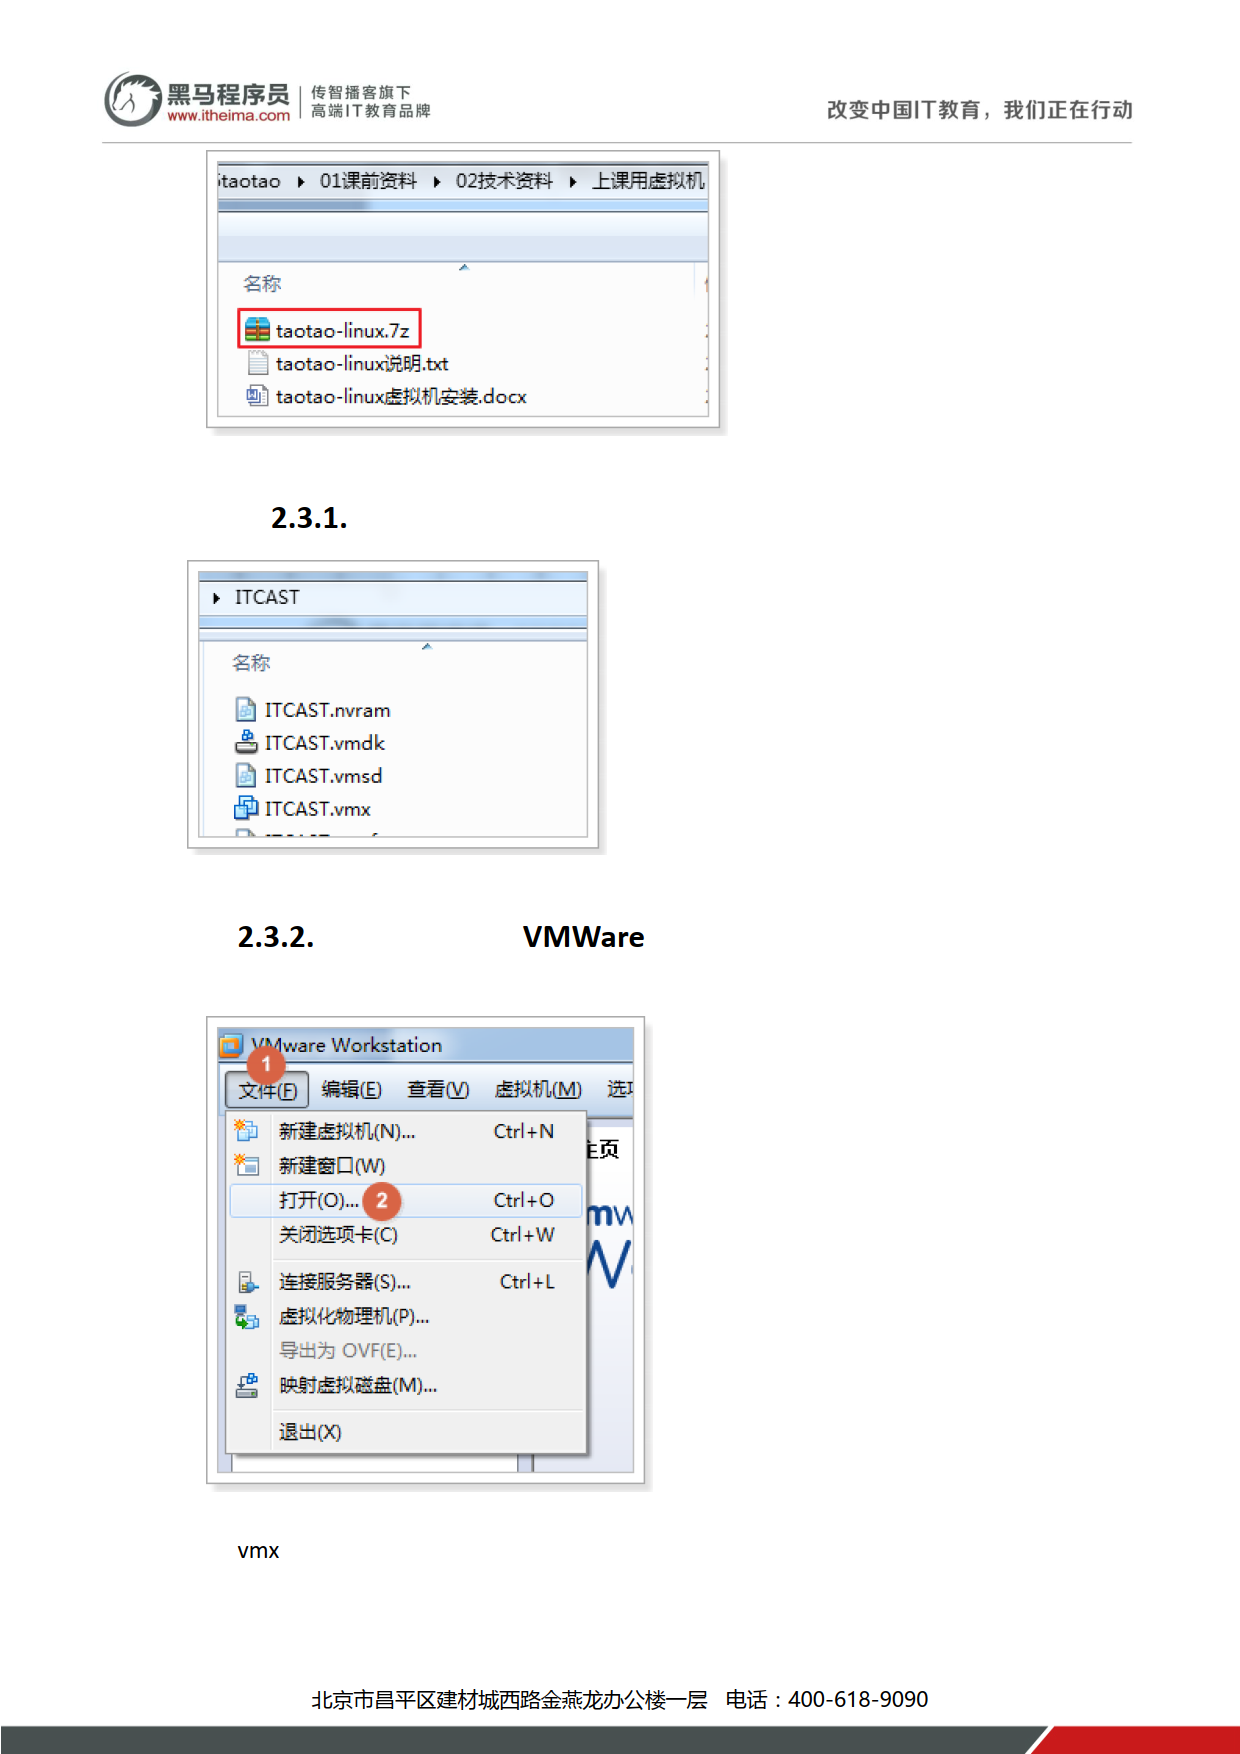 黑马程序员
www.itheima.com
传智播客旗下
高端IT教育品牌
改变中国IT教育，我们正在行动
taotao ▸ 01课前资料 ▸ 02技术资料 ▸ 上课用虚拟机
名称
taotao-linux.7z
taotao-linux说明.txt
taotao-linux虚拟机安装.docx
2.3.1.
ITCAST
名称
ITCAST.nvram
ITCAST.vmdk
ITCAST.vmsd
ITCAST.vmx
2.3.2. VMWare
VMware Workstation
1
文件(F) 编辑(E) 查看(V) 虚拟机(M) 选
新建虚拟机(N)... Ctrl+N
主页
新建窗口(W)
打开(O)... 2 Ctrl+O
关闭选项卡(C) Ctrl+W
连接服务器(S)... Ctrl+L
虚拟化物理机(P)...
导出为 OVF(E)...
映射虚拟磁盘(M)...
退出(X)
vmx
北京市昌平区建材城西路金燕龙办公楼一层 电话：400-618-9090